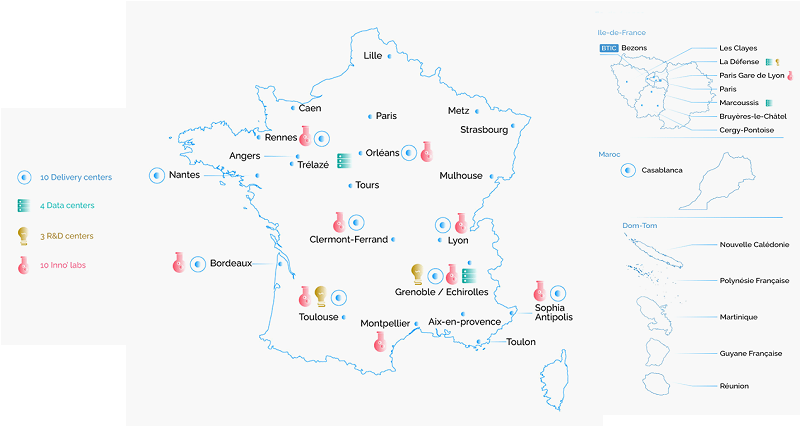 10 Delivery centers
4 Data centers
3 R&D centers
10 Inno' labs
Lille
Caen
Paris
Metz
Strasbourg
Rennes
Angers
Trélazé
Orléans
Nantes
Tours
Mulhouse
Clermont-Ferrand
Lyon
Bordeaux
Grenoble / Echirolles
Toulouse
Montpellier
Aix-en-provence
Sophia
Antipolis
Toulon
Ile-de-France
BTIC Bezons
Les Clayes
La Défense
Paris Gare de Lyon
Paris
Marcoussis
Bruyères-le-Châtel
Cergy-Pontoise
Maroc
Casablanca
Dom-Tom
Nouvelle Calédonie
Polynésie Française
Martinique
Guyane Française
Réunion